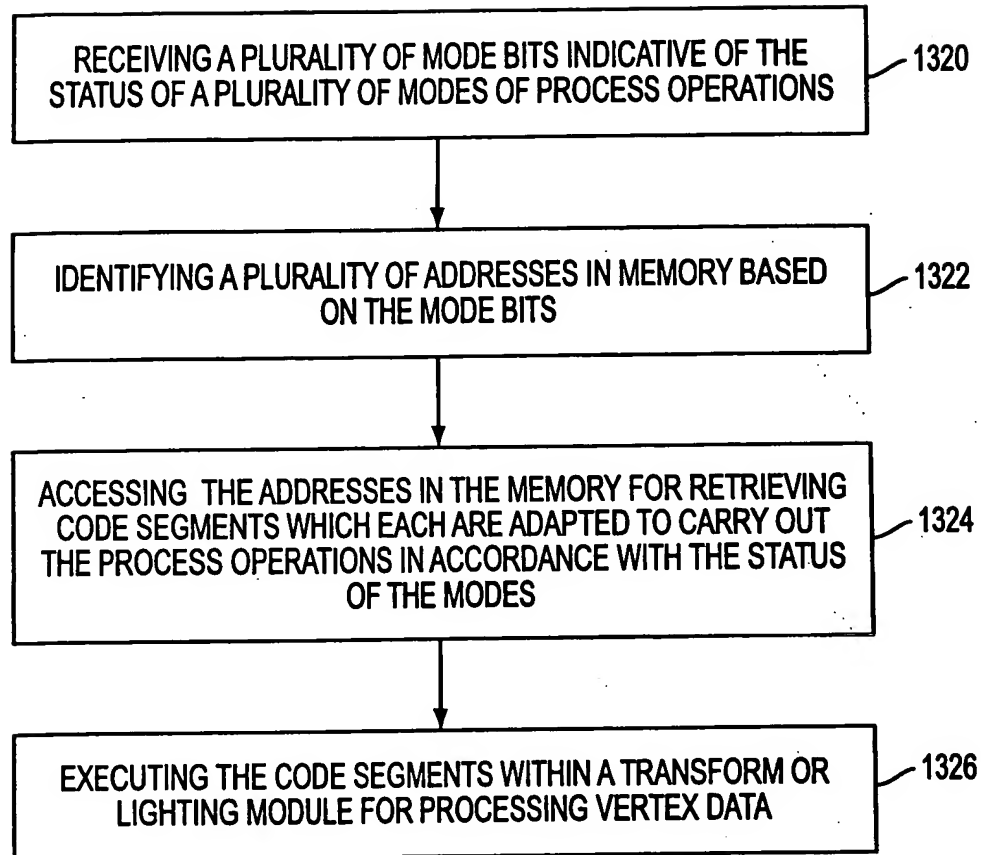 RECEIVING A PLURALITY OF MODE BITS INDICATIVE OF THE
STATUS OF A PLURALITY OF MODES OF PROCESS OPERATIONS
1320
IDENTIFYING A PLURALITY OF ADDRESSES IN MEMORY BASED
ON THE MODE BITS
1322
ACCESSING THE ADDRESSES IN THE MEMORY FOR RETRIEVING
CODE SEGMENTS WHICH EACH ARE ADAPTED TO CARRY OUT
THE PROCESS OPERATIONS IN ACCORDANCE WITH THE STATUS
OF THE MODES
1324
EXECUTING THE CODE SEGMENTS WITHIN A TRANSFORM OR
LIGHTING MODULE FOR PROCESSING VERTEX DATA
1326